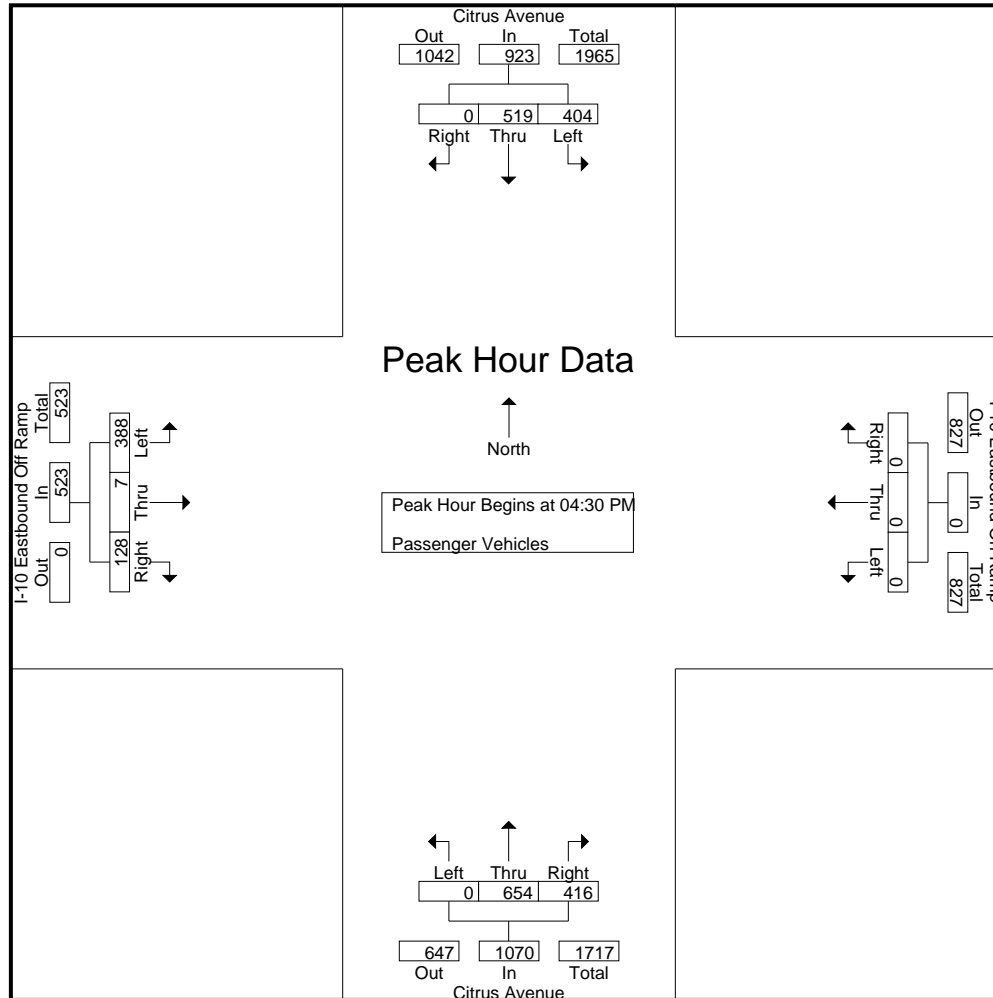 Citrus Avenue
Out In Total
1042 923 1965
0 519 404
Right Thru Left
Peak Hour Data
North
Peak Hour Begins at 04:30 PM
Passenger Vehicles
I-10 Eastbound Off Ramp
Total In Out
523 523 0
388 7 128
Left Thru Right
Out In Total
827 0 827
0 0 0
Right Thru Left
Left Thru Right
0 654 416
647 1070 1717
Out In Total
Citrus Avenue